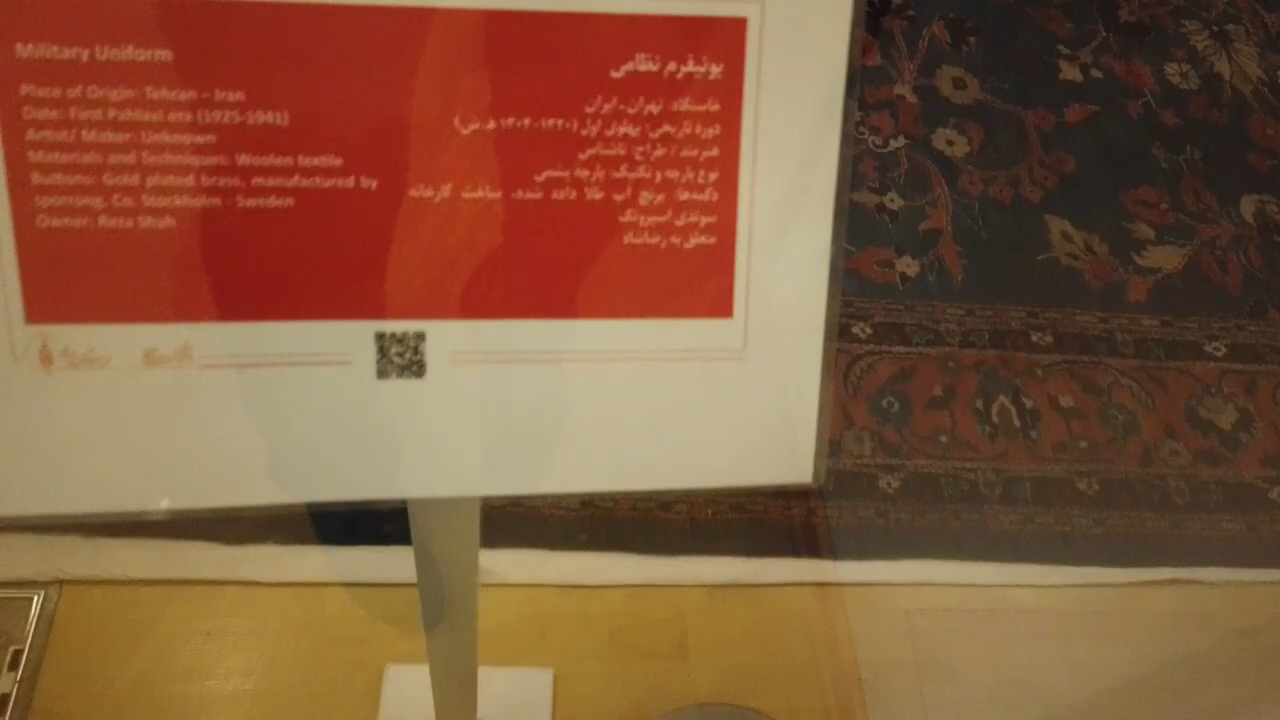 Military Uniform
Place of Origin: Tehran – Iran
Date: First Pahlavi era (1925-1941)
Artist/ Maker: Unknown
Materials and Techniques: Woolen textile
Buttons: Gold plated brass, manufactured by
sporrong, Co. Stockholm - Sweden
Owner: Reza Shah
یونیفرم نظامی
خاستگاه: تهران - ایران
دوره تاریخی: پهلوی اول (۱۳۲۰-۱۳۰۴ ه.ش)
هنرمند / طراح: ناشناس
نوع پارچه و تکنیک: پارچه پشمی
دکمه‌ها: برنج آب طلا داده شده، ساخت کارخانه
سوئدی اسپرونگ
متعلق به رضاشاه